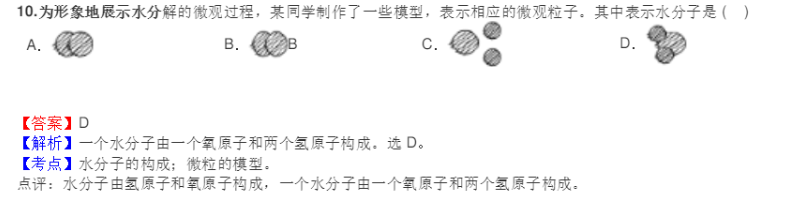 10.为形象地展示水分解的微观过程，某同学制作了一些模型，表示相应的微观粒子。其中表示水分子是（ ）
A. B. B C. D.
【答案】D
【解析】一个水分子由一个氧原子和两个氢原子构成。选 D。
【考点】水分子的构成；微粒的模型。
点评：水分子由氢原子和氧原子构成，一个水分子由一个氧原子和两个氢原子构成。